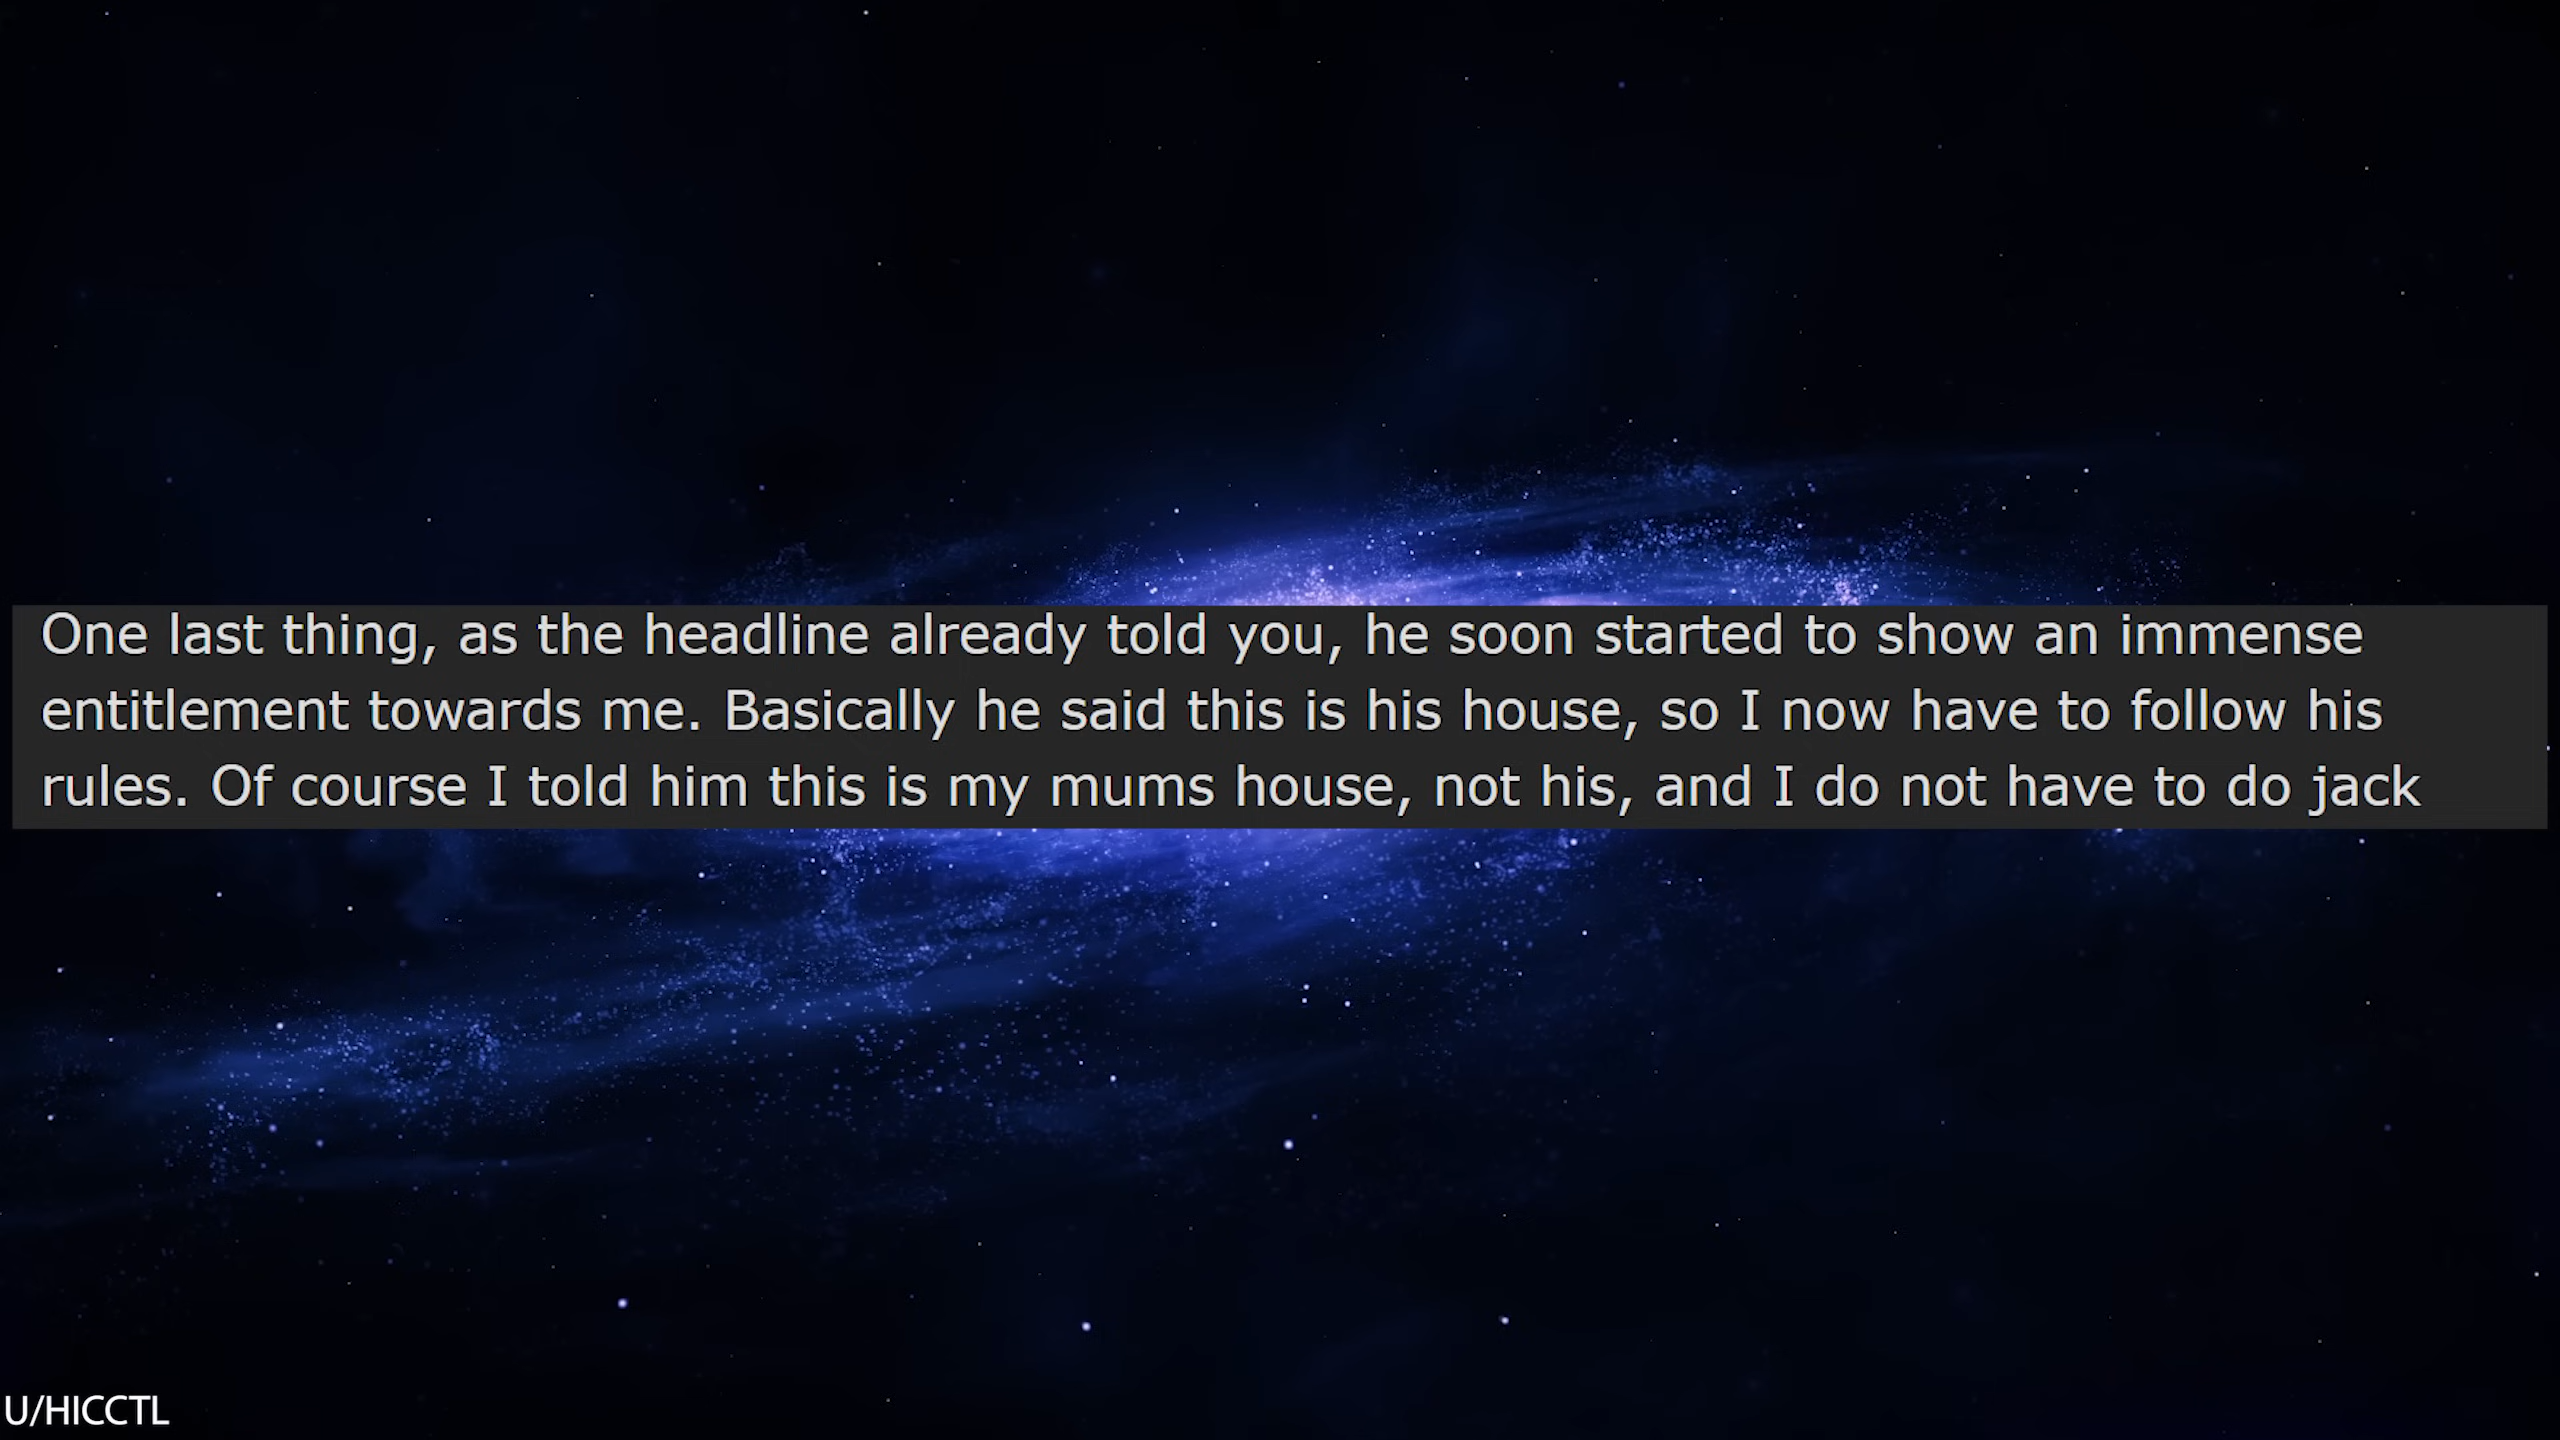 One last thing, as the headline already told you, he soon started to show an immense
entitlement towards me. Basically he said this is his house, so I now have to follow his
rules. Of course I told him this is my mums house, not his, and I do not have to do jack
U/HICCTL